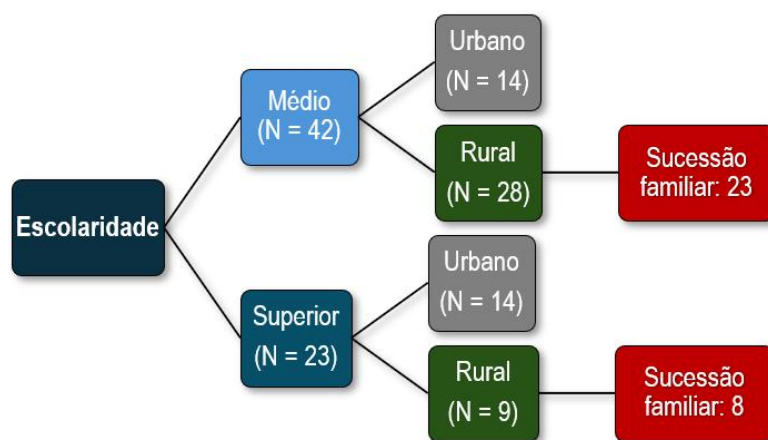 Escolaridade
Médio
(N = 42)
Urbano
(N = 14)
Rural
(N = 28)
Sucessão
familiar: 23
Superior
(N = 23)
Urbano
(N = 14)
Rural
(N = 9)
Sucessão
familiar: 8